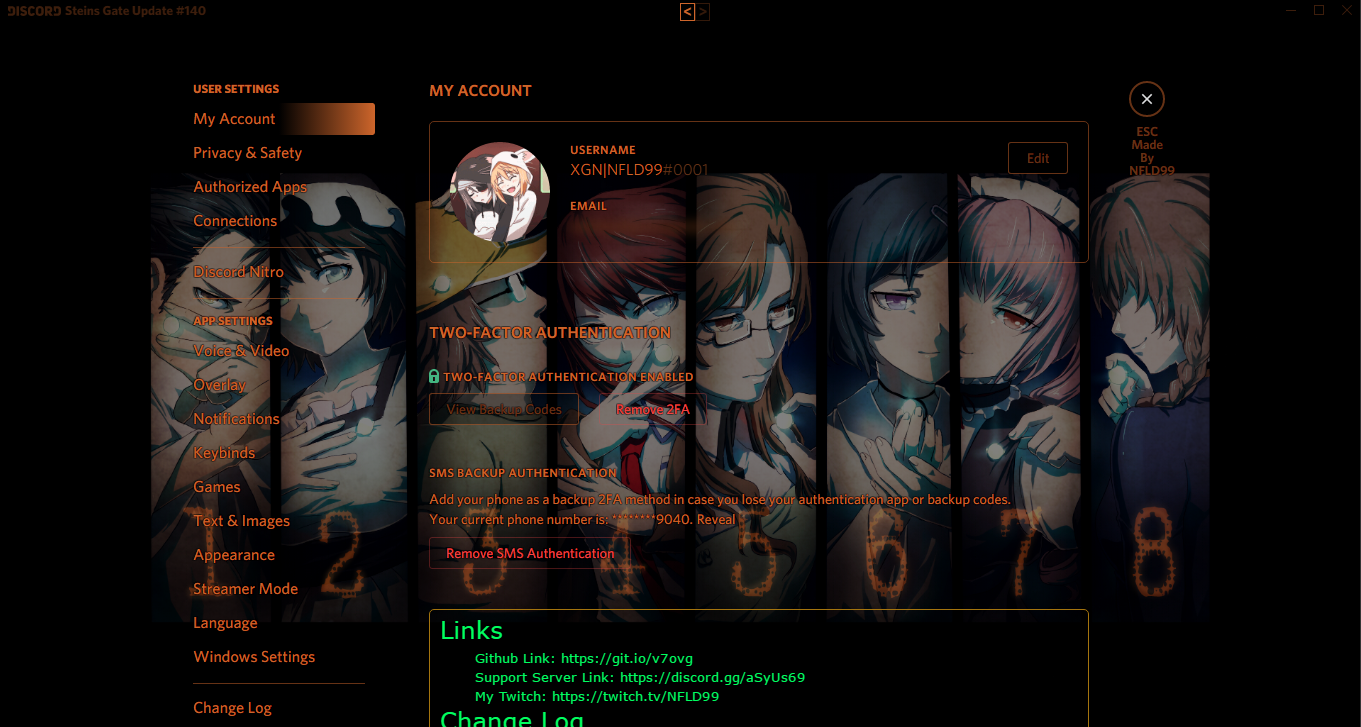 DISCORD Steins Gate Update #140
< >
USER SETTINGS
My Account
Privacy & Safety
Authorized Apps
Connections
Discord Nitro
APP SETTINGS
Voice & Video
Overlay
Notifications
Keybinds
Games
Text & Images
Appearance
Streamer Mode
Language
Windows Settings
Change Log
MY ACCOUNT
USERNAME
XGN|NFLD99#0001
EMAIL
Edit
TWO-FACTOR AUTHENTICATION
TWO-FACTOR AUTHENTICATION ENABLED
View Backup Codes
Remove 2FA
SMS BACKUP AUTHENTICATION
Add your phone as a backup 2FA method in case you lose your authentication app or backup codes.
Your current phone number is: ********9040. Reveal
Remove SMS Authentication
Links
Github Link: https://git.io/v7ovg
Support Server Link: https://discord.gg/aSyUs69
My Twitch: https://twitch.tv/NFLD99
Change Log
ESC
Made
By
NFLD99
1 2 3 4 5 6 7 8